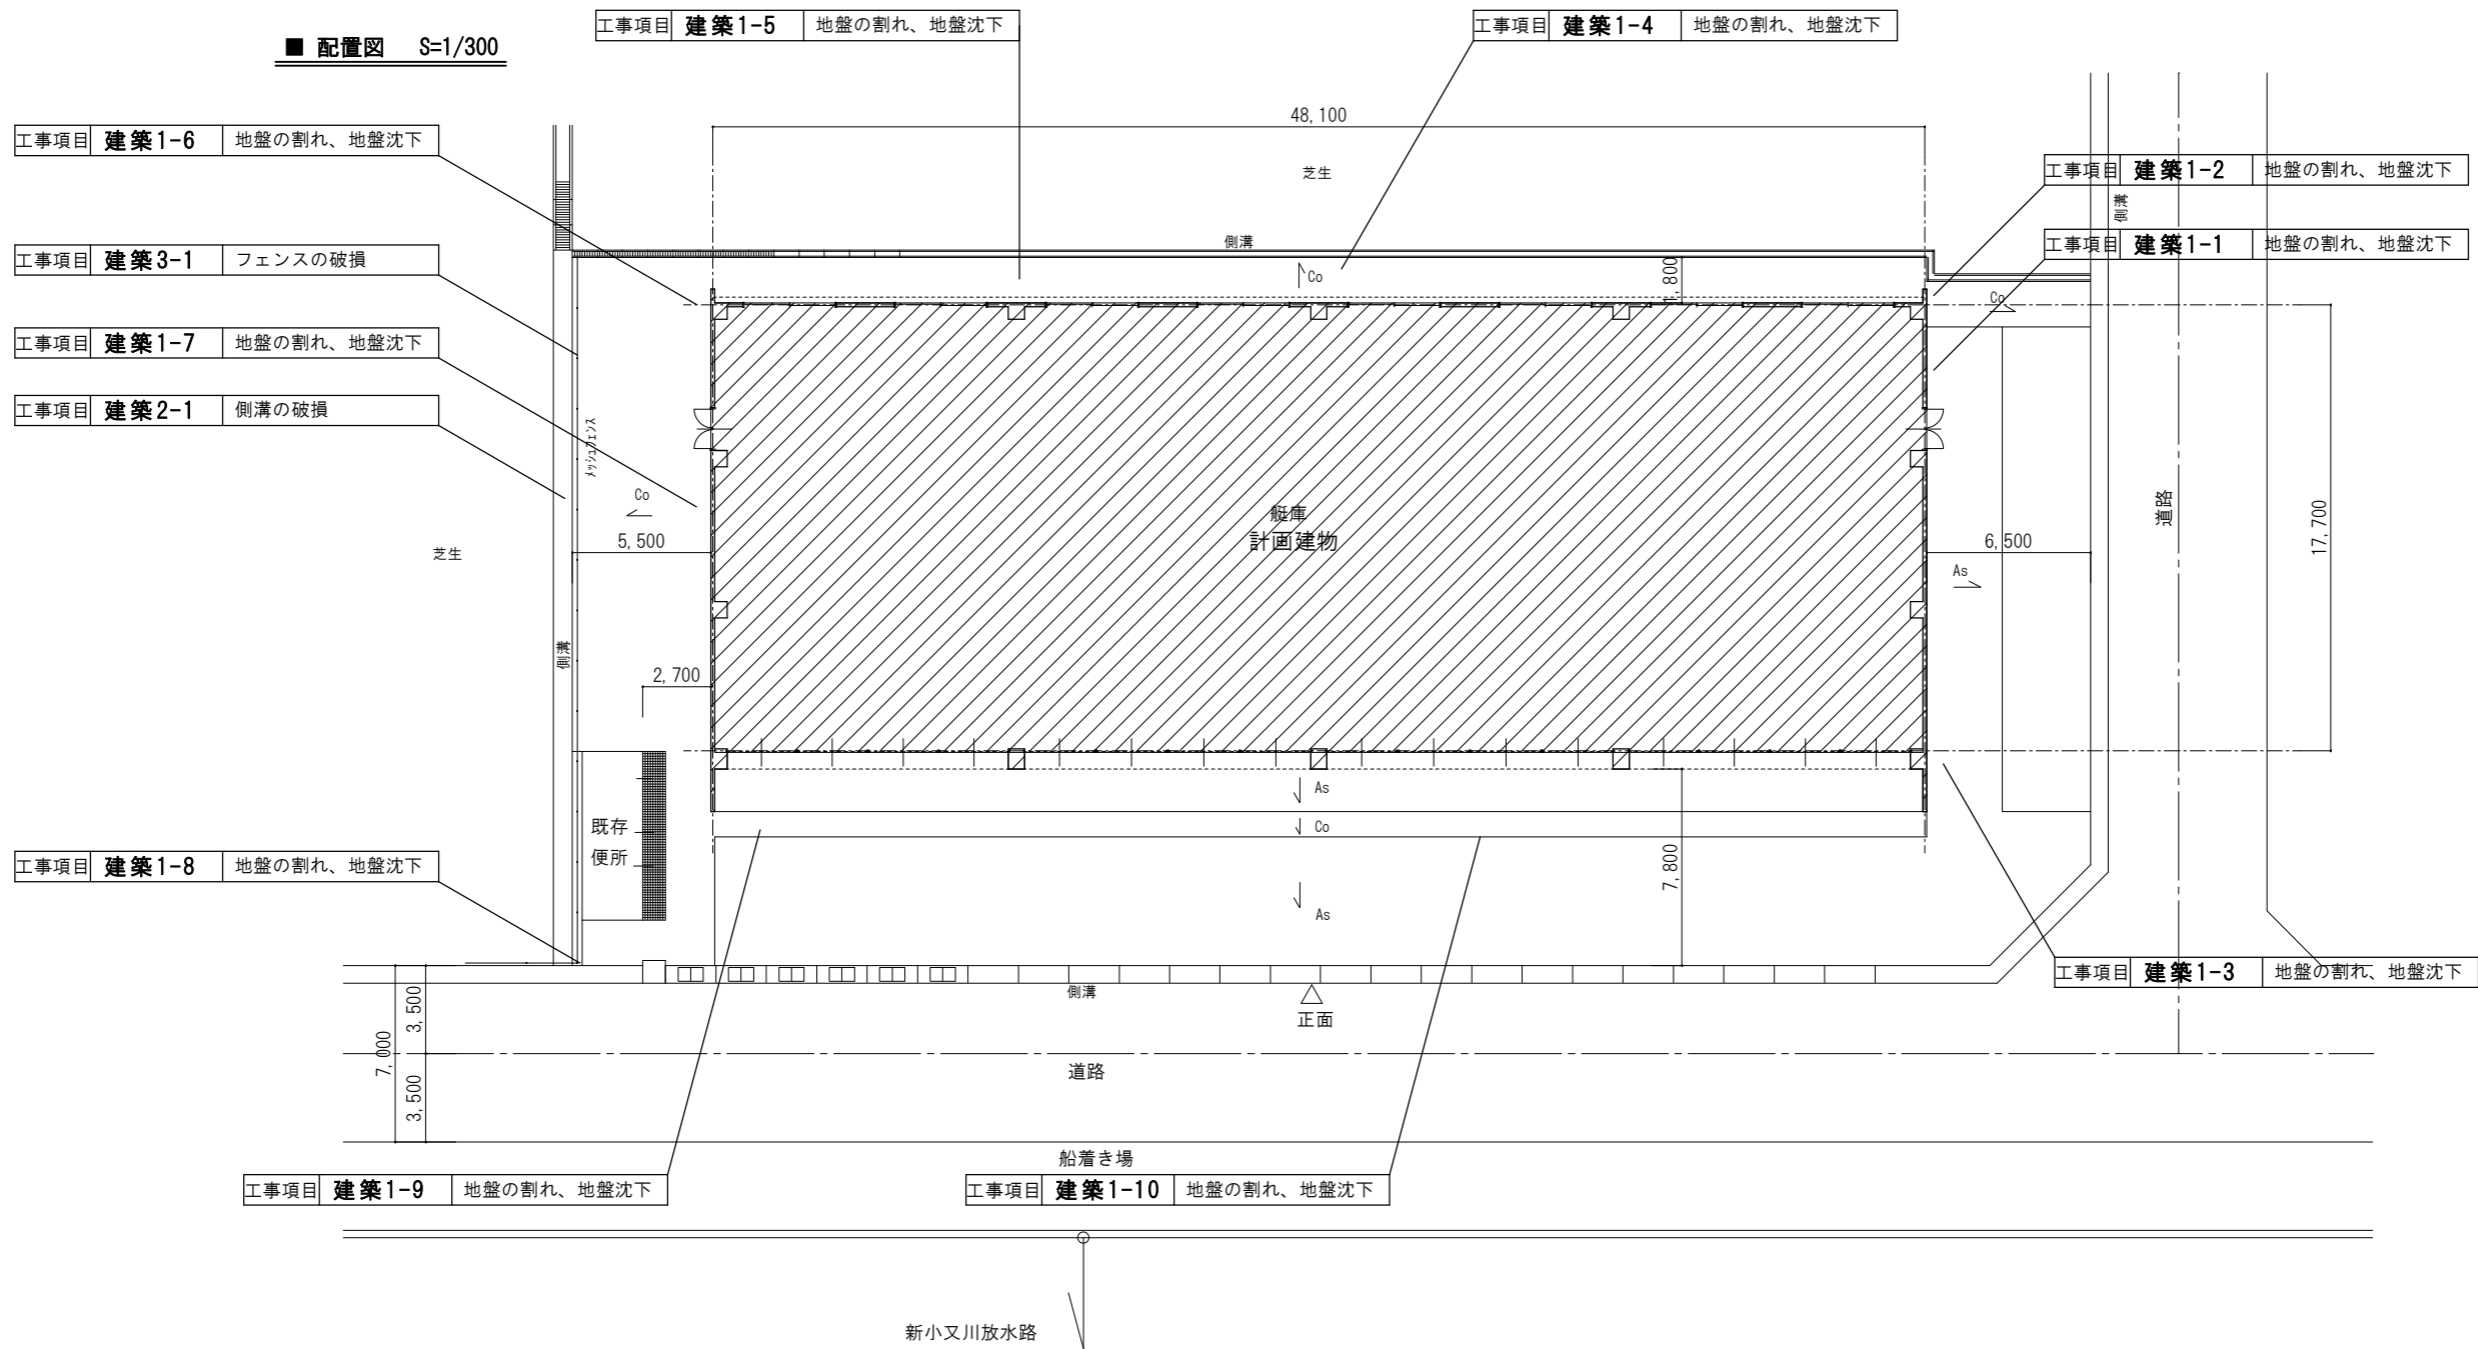 ■ 配置図 S=1/300
工事項目 建築1-5 地盤の割れ、地盤沈下
工事項目 建築1-4 地盤の割れ、地盤沈下
48,100
工事項目 建築1-6 地盤の割れ、地盤沈下
芝生
工事項目 建築1-2 地盤の割れ、地盤沈下
側溝
工事項目 建築3-1 フェンスの破損
側溝
工事項目 建築1-1 地盤の割れ、地盤沈下
Co
1,800
Co
工事項目 建築1-7 地盤の割れ、地盤沈下
工事項目 建築2-1 側溝の破損
メッシュフェンス
Co
艇庫
計画建物
道路
17,700
芝生
5,500
6,500
As
側溝
2,700
As
既存
便所
Co
工事項目 建築1-8 地盤の割れ、地盤沈下
7,800
As
工事項目 建築1-3 地盤の割れ、地盤沈下
側溝
正面
3,500
7,000
道路
3,500
船着き場
工事項目 建築1-9 地盤の割れ、地盤沈下
工事項目 建築1-10 地盤の割れ、地盤沈下
新小又川放水路